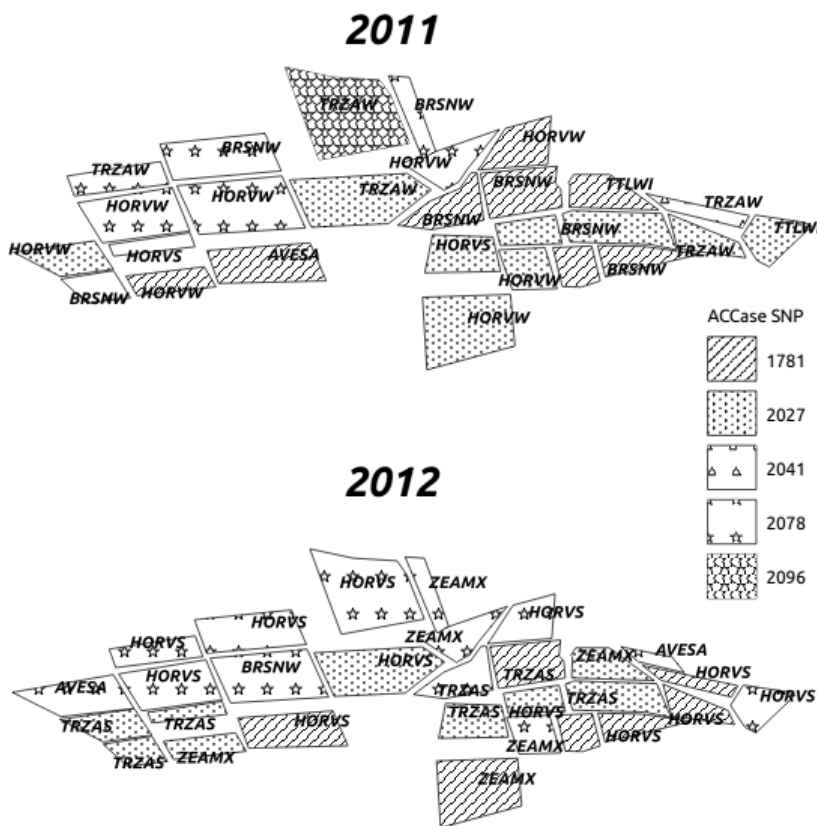 2011
TRZAW
BRSNW
HORVW
BRSNW
HORVW
TRZAW
BRSNW
TTLWI
HORVW
HORVW
TRZAW
TRZAW
BRSNW
BRSNW
TTLWI
HORVW
HORVS
AVESA
HORVS
TRZAW
BRSNW
HORVW
HORVW
BRSNW
HORVW
ACCase SNP
1781
2027
2041
2078
2096
2012
HORVS
ZEAMX
HORVS
HORVS
HORVS
ZEAMX
AVESA
HORVS
BRSNW
HORVS
TRZAS
ZEAMX
HORVS
AVESA
TRZAS
TRZAS
HORVS
TRZAS
TRZAS
HORVS
TRZAS
HORVS
HORVS
TRZAS
ZEAMX
ZEAMX
HORVS
ZEAMX